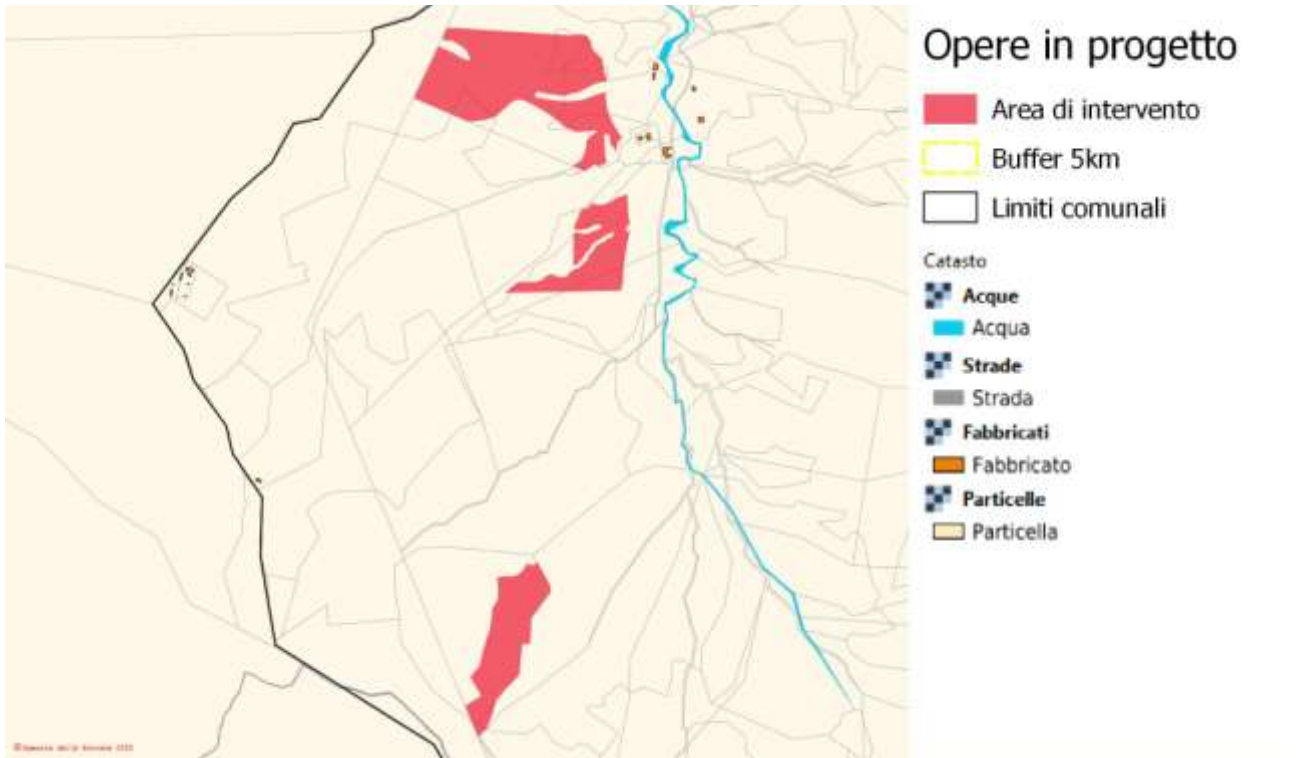 Opere in progetto
Area di intervento
Buffer 5km
Limiti comunali
Catasto
Acque
Acqua
Strade
Strada
Fabbricati
Fabbricato
Particelle
Particella